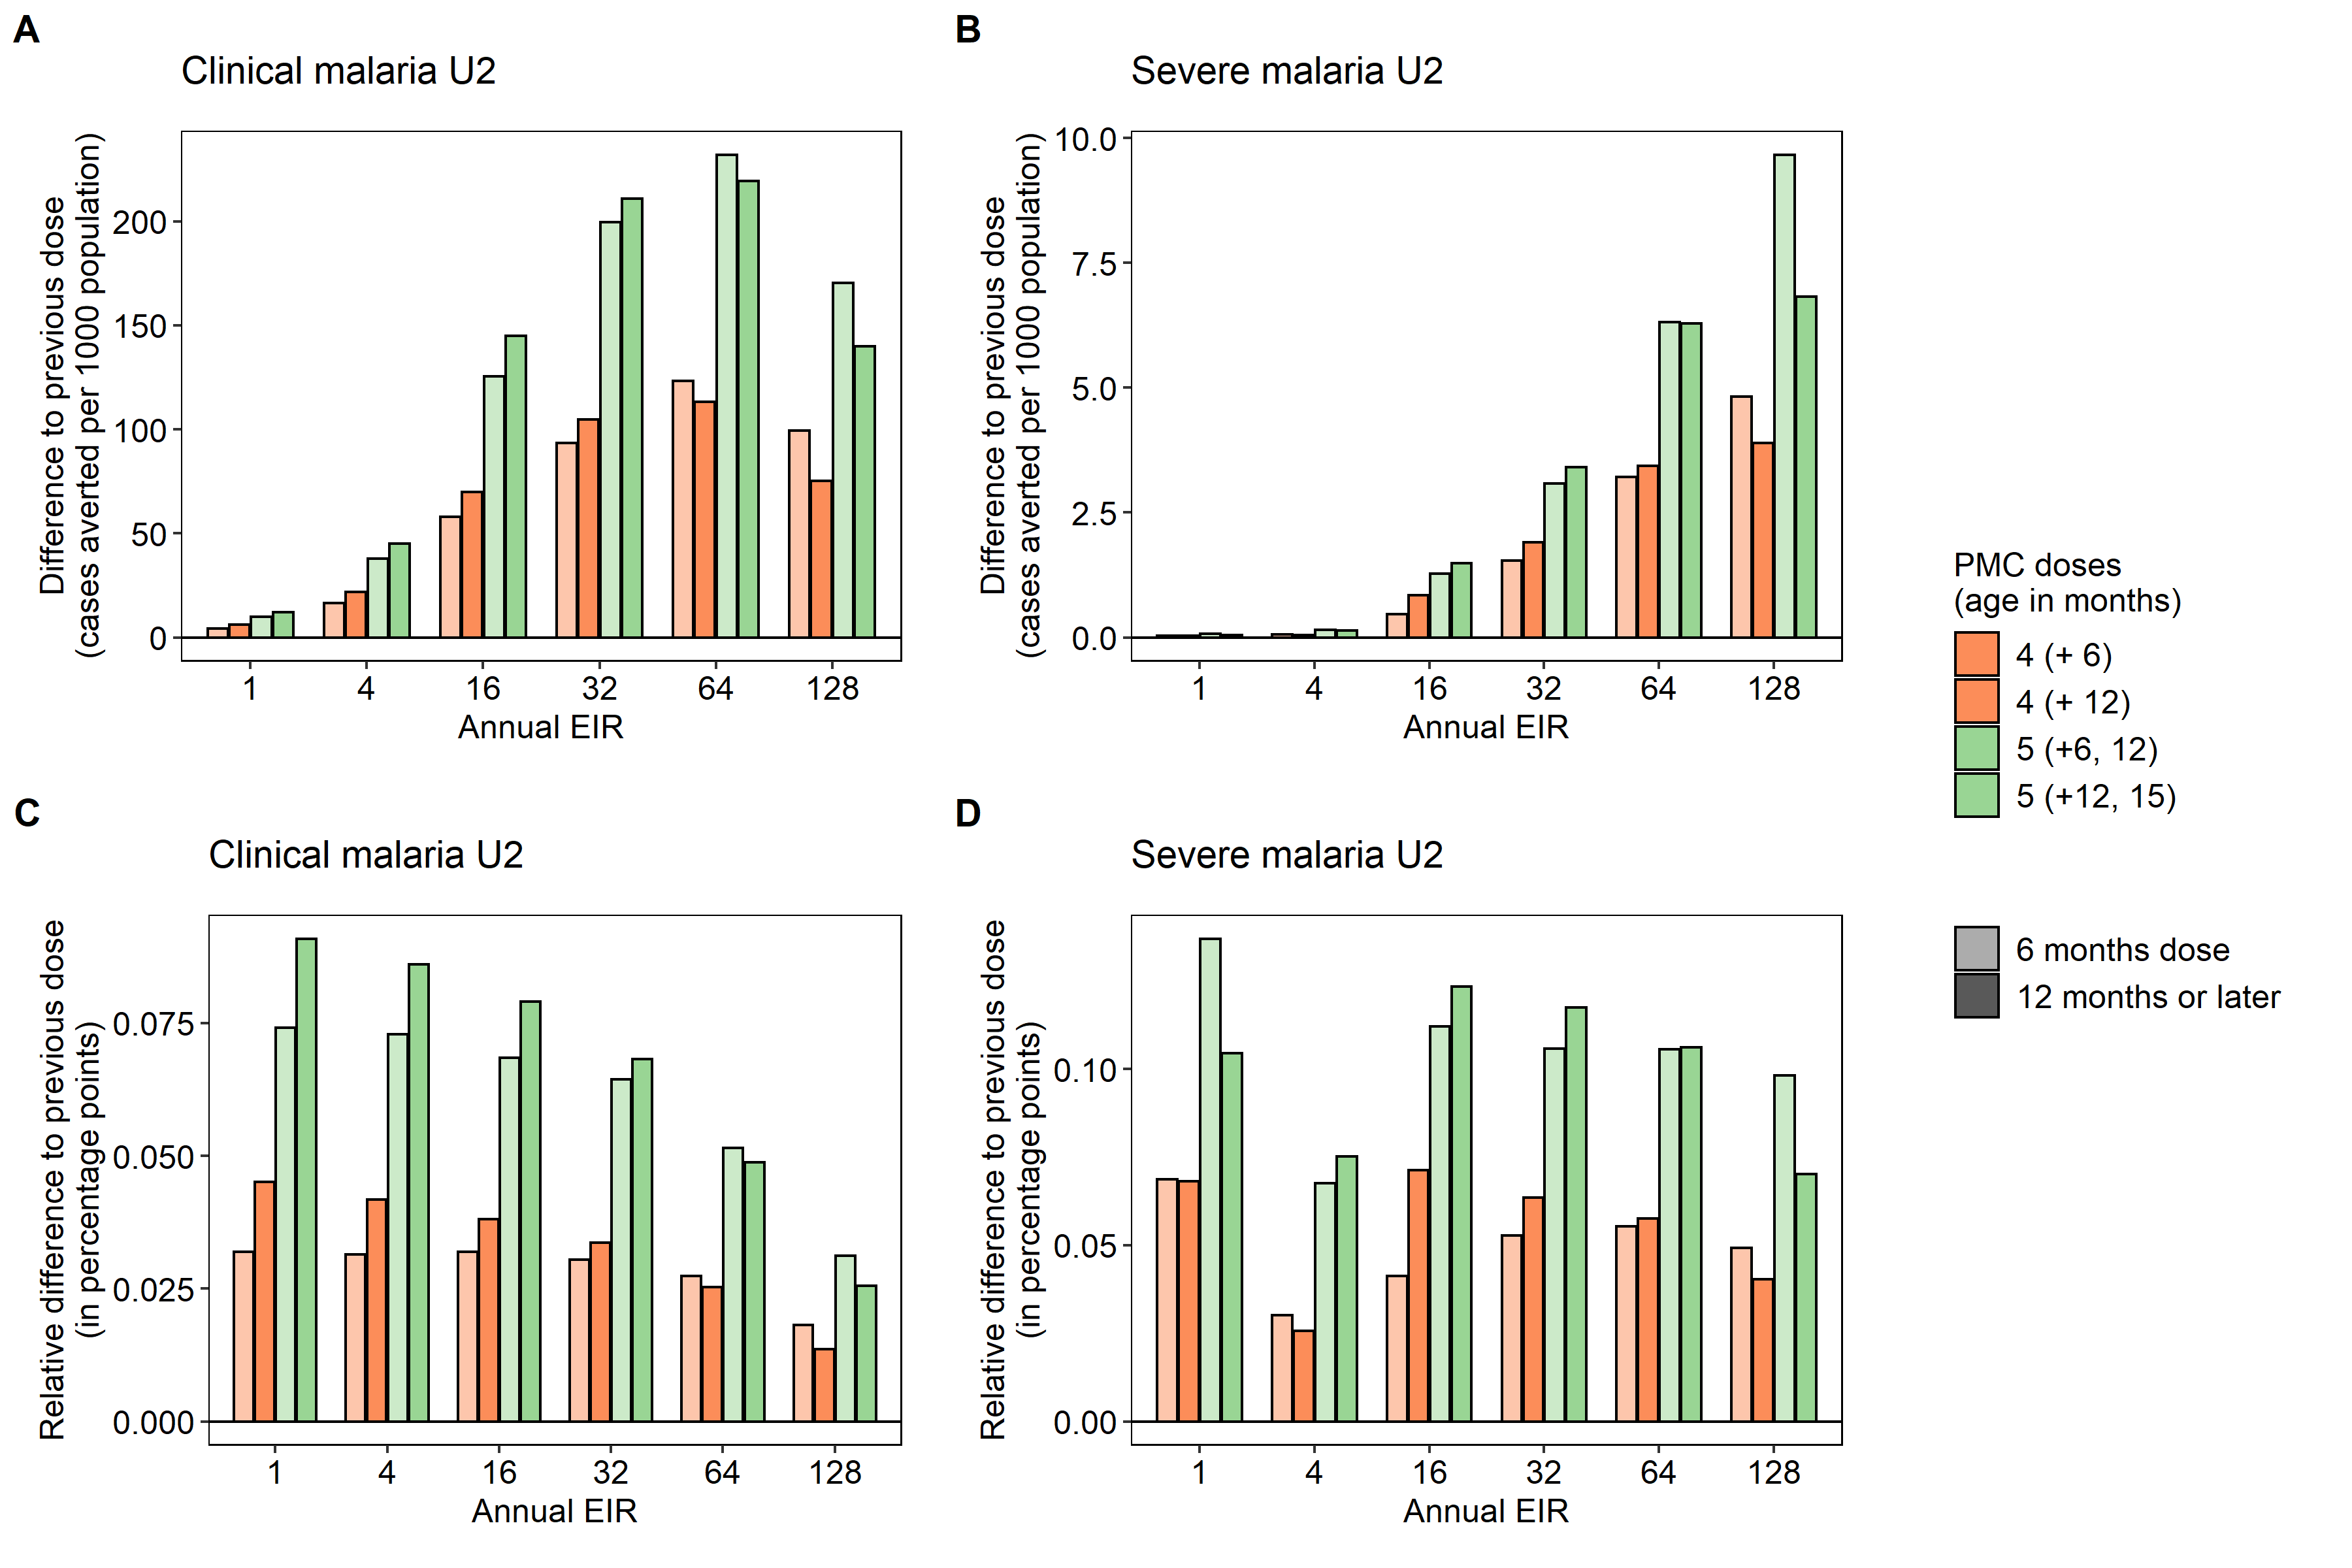 A
Clinical malaria U2
Difference to previous dose
(cases averted per 1000 population)
200
150
100
50
0
1 4 16 32 64 128
Annual EIR
B
Severe malaria U2
Difference to previous dose
(cases averted per 1000 population)
10.0
7.5
5.0
2.5
0.0
1 4 16 32 64 128
Annual EIR
PMC doses
(age in months)
4 (+ 6)
4 (+ 12)
5 (+6, 12)
5 (+12, 15)
6 months dose
12 months or later
C
Clinical malaria U2
Relative difference to previous dose
(in percentage points)
0.075
0.050
0.025
0.000
1 4 16 32 64 128
Annual EIR
D
Severe malaria U2
Relative difference to previous dose
(in percentage points)
0.10
0.05
0.00
1 4 16 32 64 128
Annual EIR